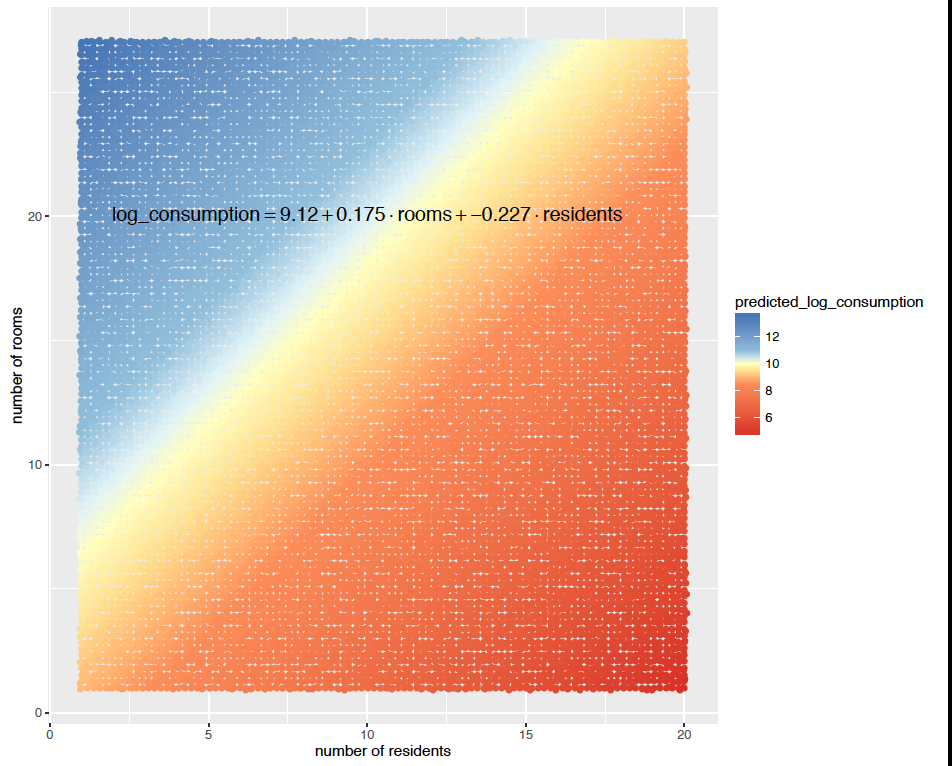 log_consumption = 9.12 + 0.175 · rooms + −0.227 · residents
number of rooms
20
10
0
0 5 10 15 20
number of residents
predicted_log_consumption
12
10
8
6